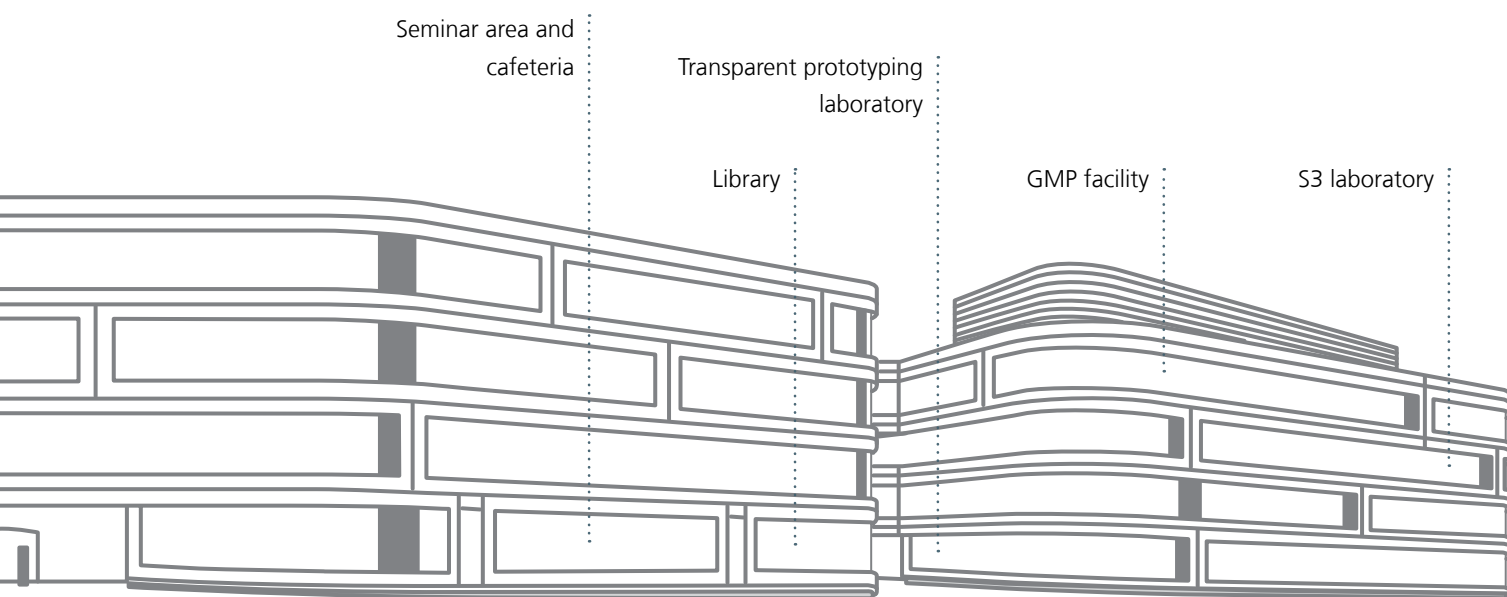 Seminar area and
cafeteria
Transparent prototyping
laboratory
Library
GMP facility
S3 laboratory